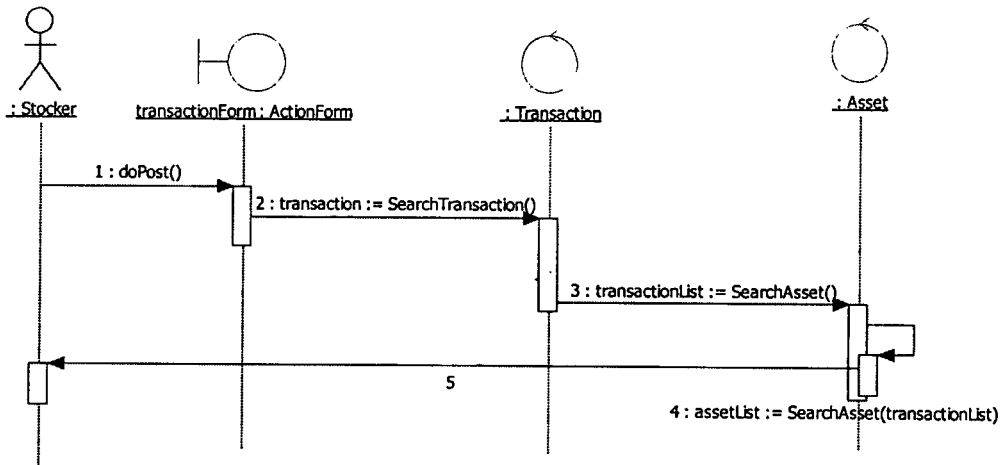 : Stocker
transactionForm : ActionForm
: Transaction
: Asset
1 : doPost()
2 : transaction := SearchTransaction()
3 : transactionList := SearchAsset()
5
4 : assetList := SearchAsset(transactionList)